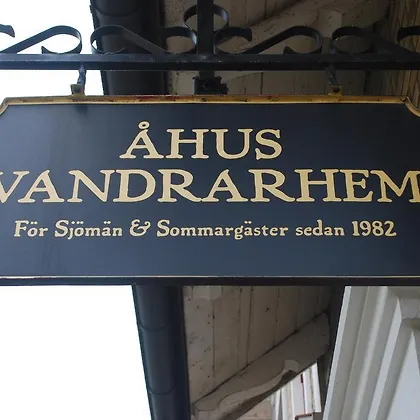 ÅHUS
VANDRARHEM
För Sjömän & Sommargäster sedan 1982